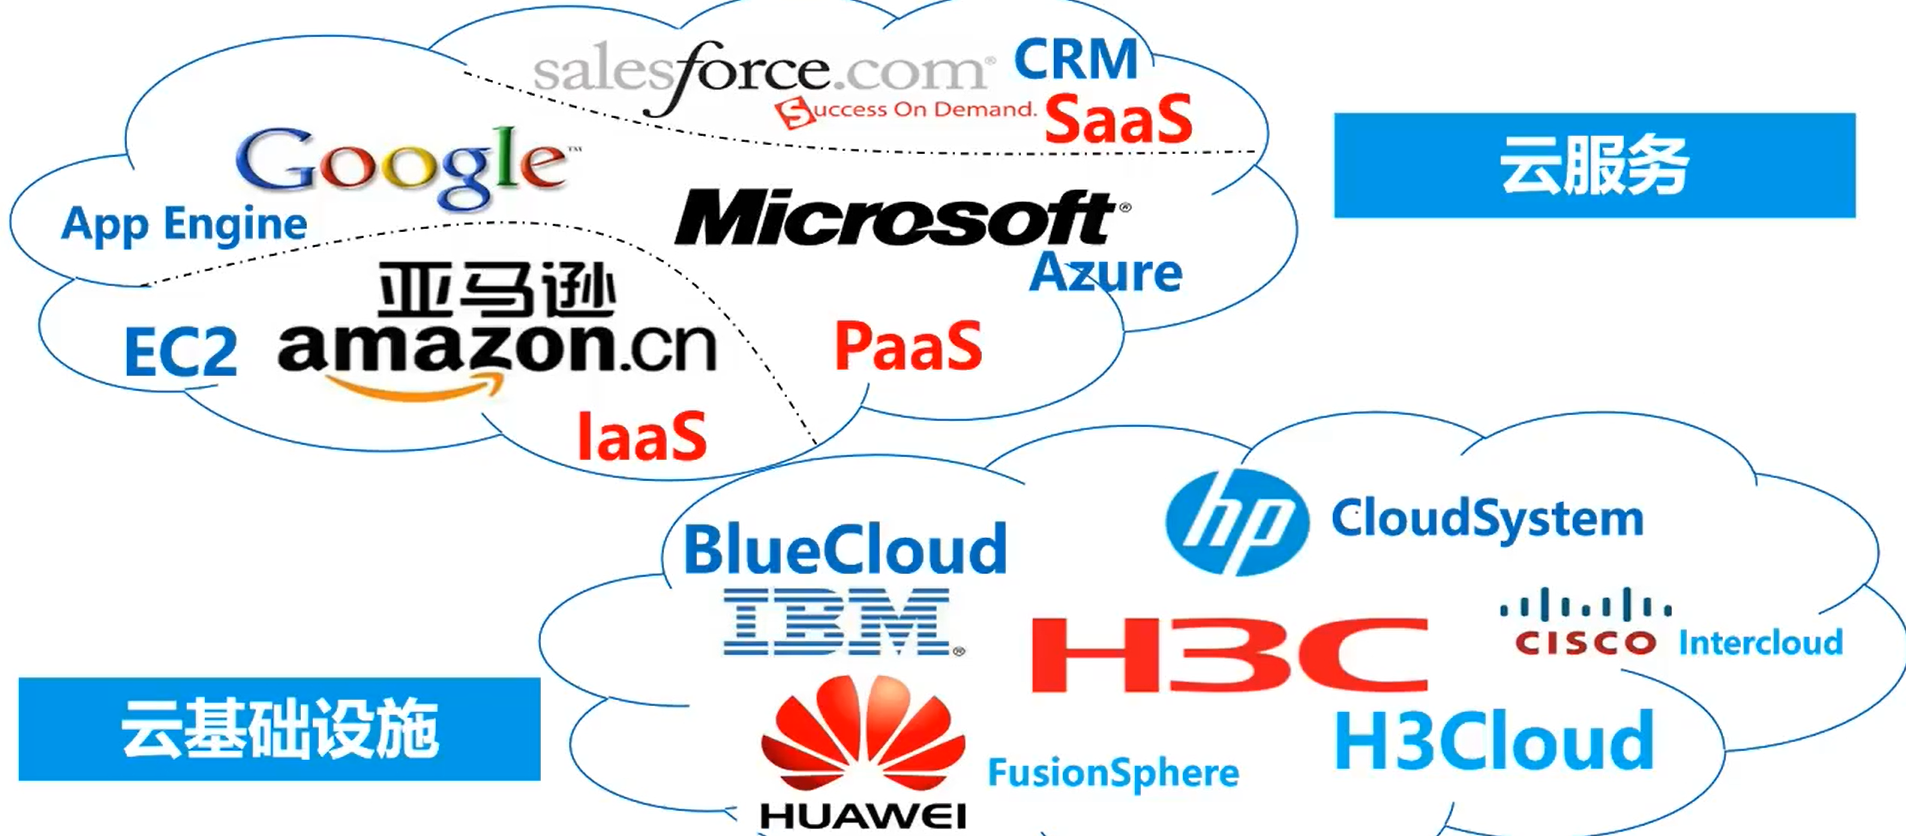 salesforce.com®
Success On Demand.
CRM
SaaS
Google™
App Engine
Microsoft®
Azure
PaaS
亚马逊
amazon.cn
EC2
IaaS
云服务
BlueCloud
IBM®
hp
CloudSystem
H3C
H3Cloud
CISCO
Intercloud
HUAWEI
FusionSphere
云基础设施